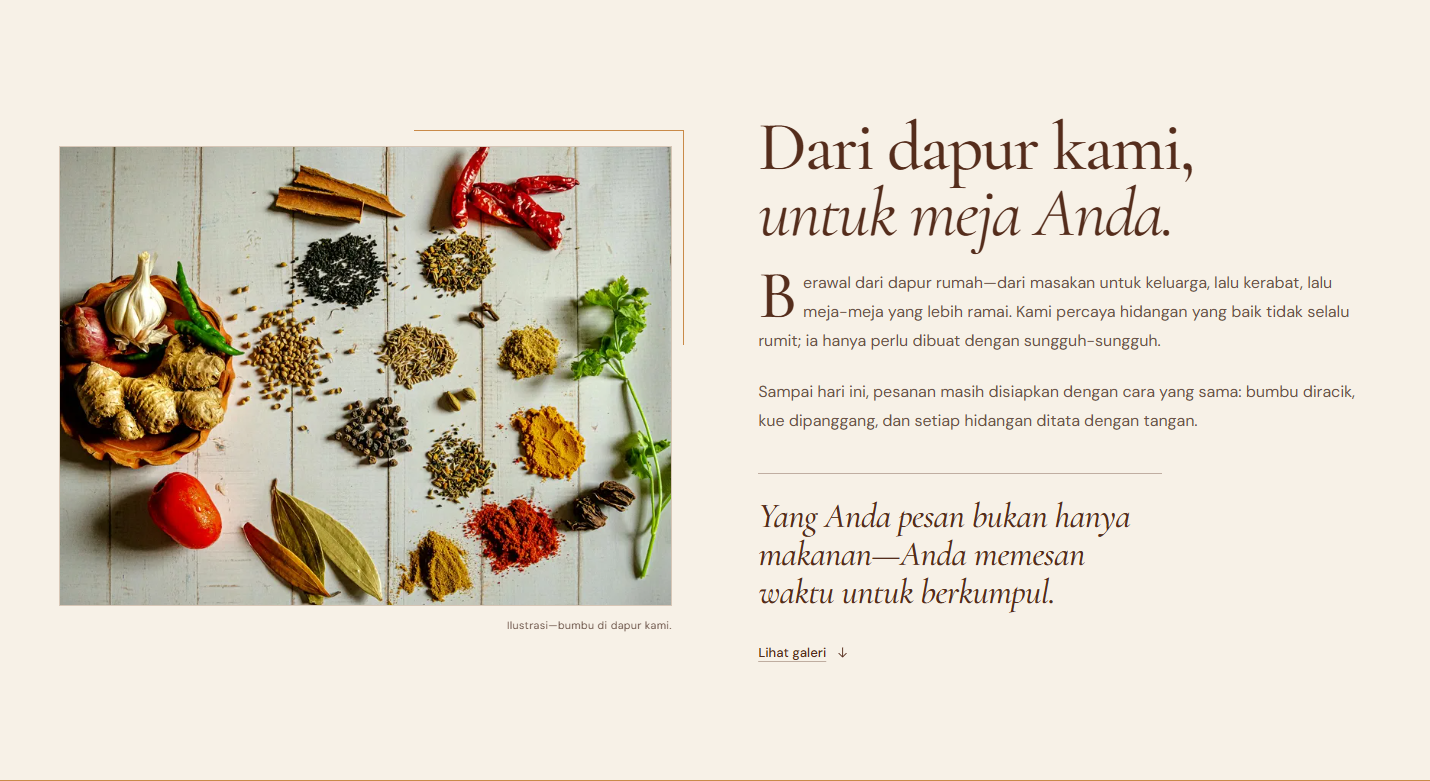 Dari dapur kami,
untuk meja Anda.
Berawal dari dapur rumah—dari masakan untuk keluarga, lalu kerabat, lalu
meja-meja yang lebih ramai. Kami percaya hidangan yang baik tidak selalu
rumit; ia hanya perlu dibuat dengan sungguh-sungguh.
Sampai hari ini, pesanan masih disiapkan dengan cara yang sama: bumbu diracik,
kue dipanggang, dan setiap hidangan ditata dengan tangan.
Yang Anda pesan bukan hanya
makanan—Anda memesan
waktu untuk berkumpul.
Lihat galeri ↓
Ilustrasi—bumbu di dapur kami.